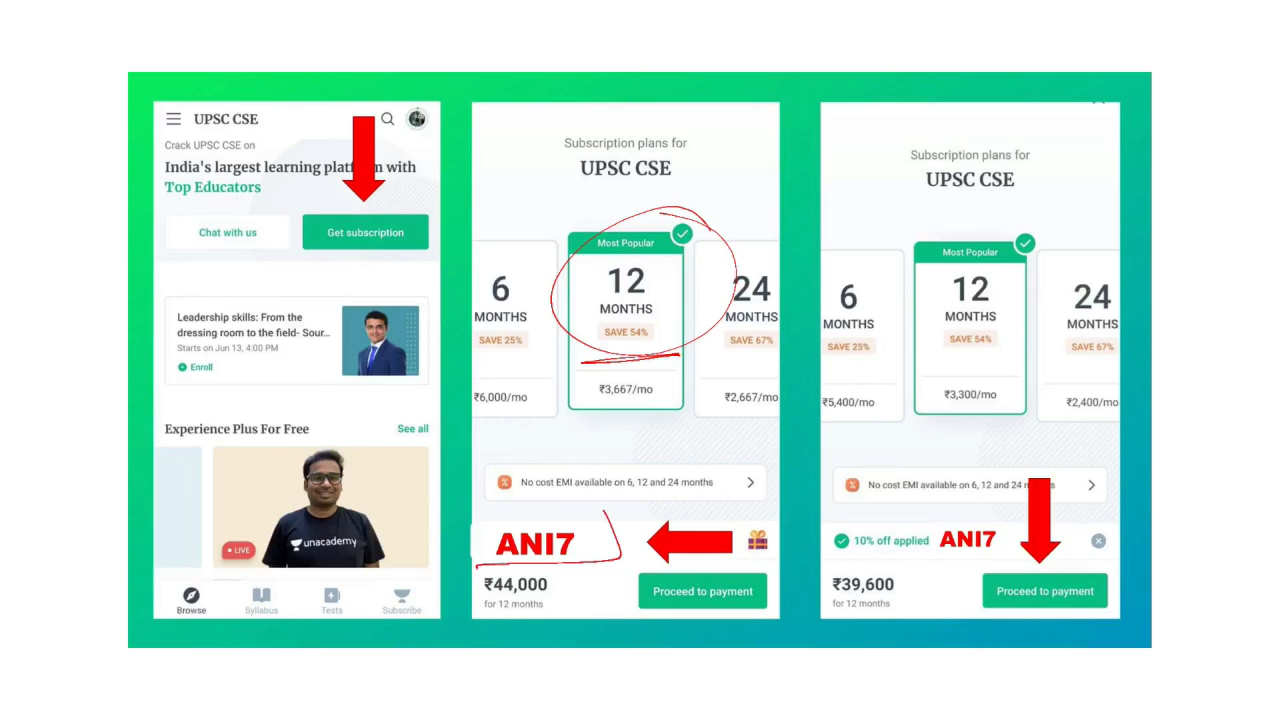 UPSC CSE
Crack UPSC CSE on
India's largest learning platform with
Top Educators
Chat with us
Get subscription
Leadership skills: From the
dressing room to the field- Sour...
Starts on Jun 13, 4:00 PM
Enroll
Experience Plus For Free
See all
LIVE
unacademy
Browse
Syllabus
Tests
Subscribe
Subscription plans for
UPSC CSE
6
MONTHS
SAVE 25%
₹6,000/mo
Most Popular
12
MONTHS
SAVE 54%
₹3,667/mo
24
MONTHS
SAVE 67%
₹2,667/mo
No cost EMI available on 6, 12 and 24 months
ANI7
₹44,000
for 12 months
Proceed to payment
Subscription plans for
UPSC CSE
6
MONTHS
SAVE 25%
₹5,400/mo
Most Popular
12
MONTHS
SAVE 54%
₹3,300/mo
24
MONTHS
SAVE 67%
₹2,400/mo
No cost EMI available on 6, 12 and 24
10% off applied ANI7
₹39,600
for 12 months
Proceed to payment